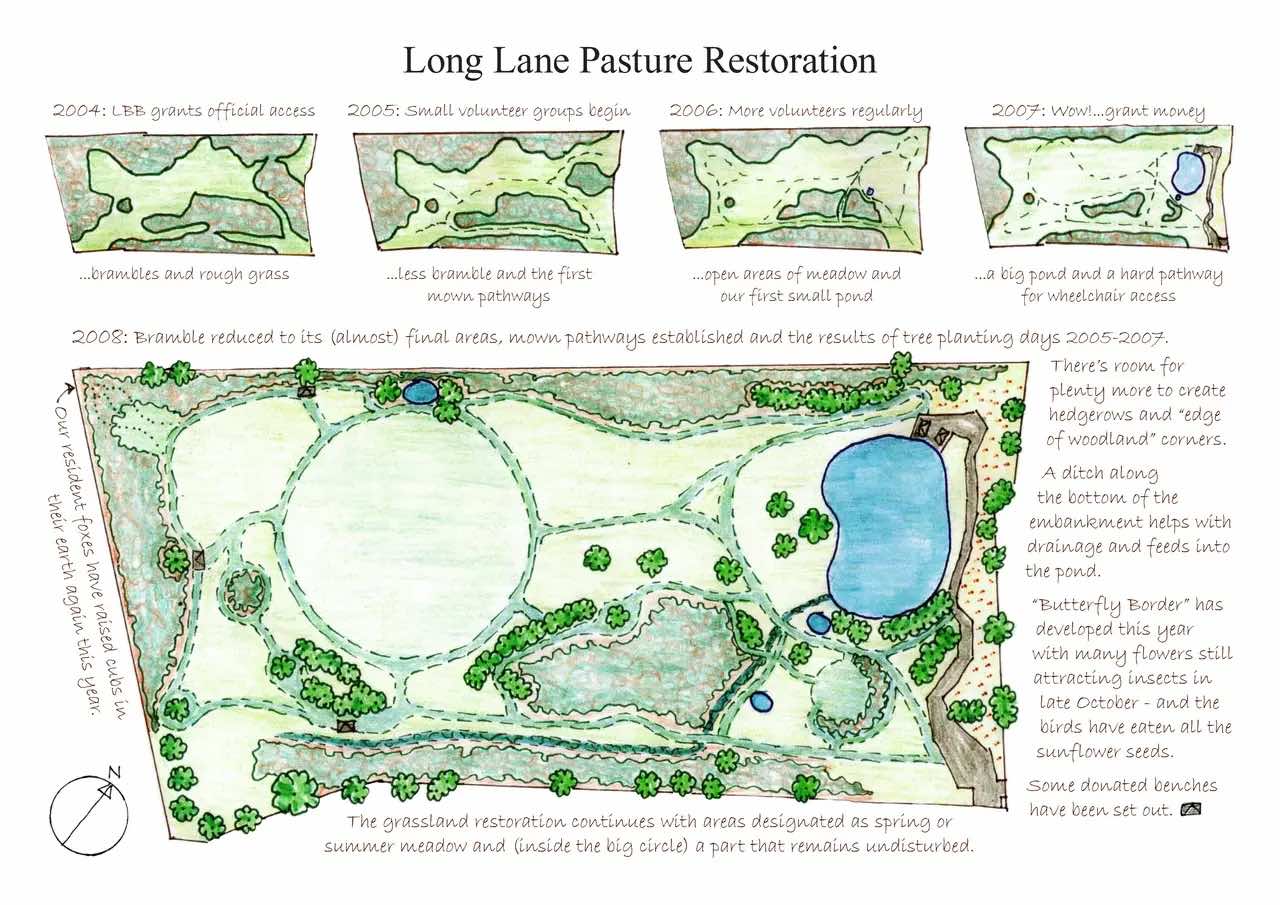 Long Lane Pasture Restoration
2004: LBB grants official access
2005: Small volunteer groups begin
2006: More volunteers regularly
2007: Wow!...grant money
...brambles and rough grass
...less bramble and the first
mown pathways
...open areas of meadow and
our first small pond
...a big pond and a hard pathway
for wheelchair access
2008: Bramble reduced to its (almost) final areas, mown pathways established and the results of tree planting days 2005-2007.
Our resident foxes have raised cubs in
their earth again this year.
There's room for
plenty more to create
hedgerows and "edge
of woodland" corners.
A ditch along
the bottom of the
embankment helps with
drainage and feeds into
the pond.
"Butterfly Border" has
developed this year
with many flowers still
attracting insects in
late October - and the
birds have eaten all the
sunflower seeds.
Some donated benches
have been set out.
N
The grassland restoration continues with areas designated as spring or
summer meadow and (inside the big circle) a part that remains undisturbed.